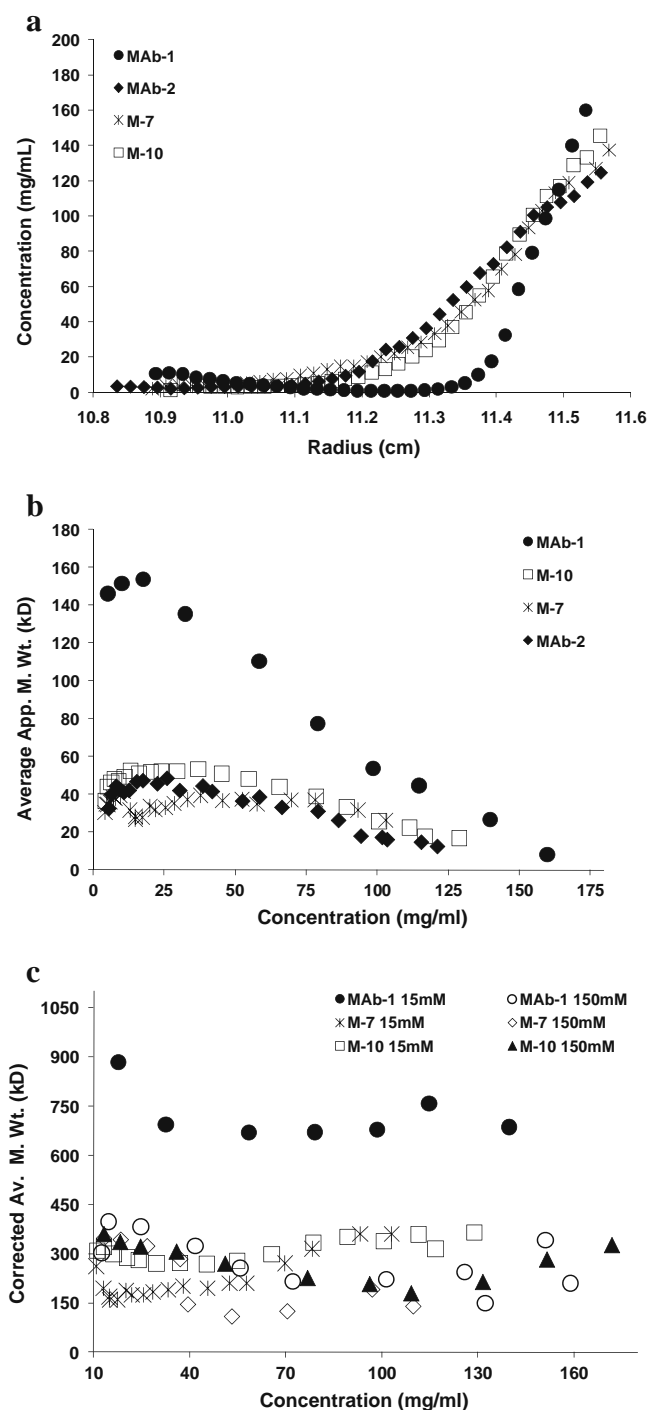 a
200
180
160
140
120
100
80
60
40
20
0
Concentration (mg/mL)
MAb-1
MAb-2
M-7
M-10
10.8 10.9 11.0 11.1 11.2 11.3 11.4 11.5 11.6
Radius (cm)
b
180
160
140
120
100
80
60
40
20
0
Average App. M. Wt. (kD)
MAb-1
M-10
M-7
MAb-2
0 25 50 75 100 125 150 175
Concentration (mg/ml)
c
1050
900
750
600
450
300
150
0
Corrected Av. M. Wt. (kD)
MAb-1 15mM MAb-1 150mM
M-7 15mM M-7 150mM
M-10 15mM M-10 150mM
10 40 70 100 130 160
Concentration (mg/ml)